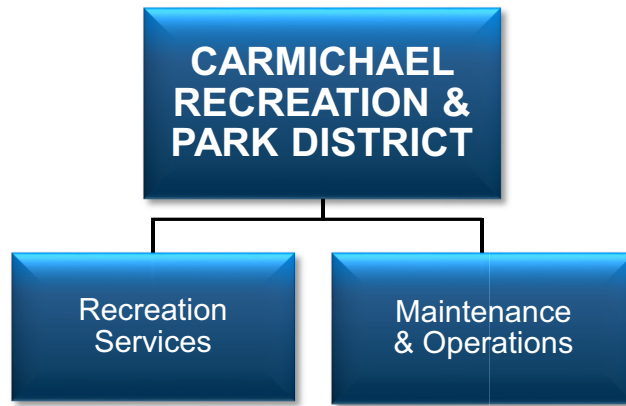 CARMICHAEL
RECREATION &
PARK DISTRICT
Recreation
Services
Maintenance
& Operations